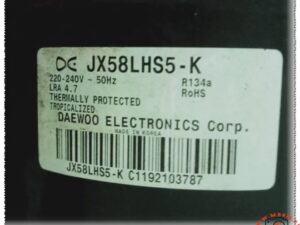 DE JX58LHS5-K
220-240V ~ 50Hz R134a
LRA 4.7 RoHS
THERMALLY PROTECTED
TROPICALIZED
DAEWOO ELECTRONICS Corp.
MADE IN KOREA
JX58LHS5-K C1192103787